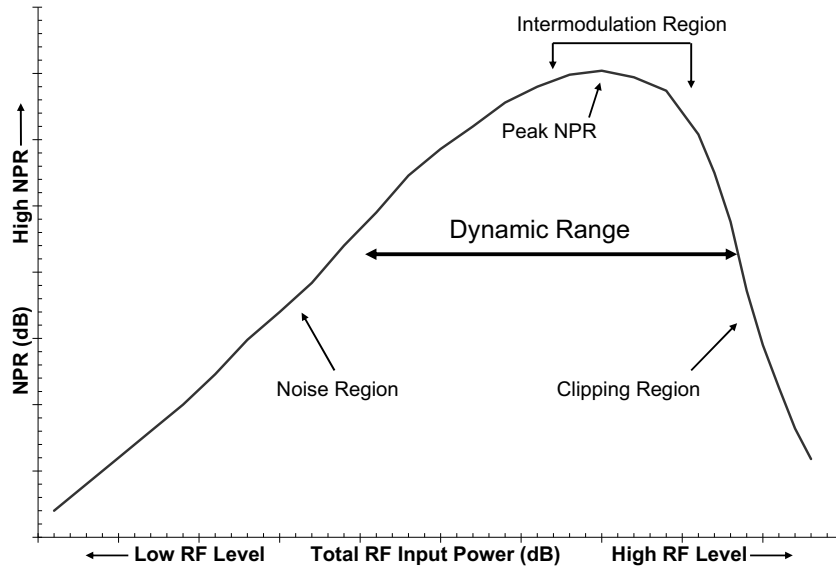 Intermodulation Region
Peak NPR
Dynamic Range
Noise Region
Clipping Region
NPR (dB)
High NPR
Low RF Level
Total RF Input Power (dB)
High RF Level